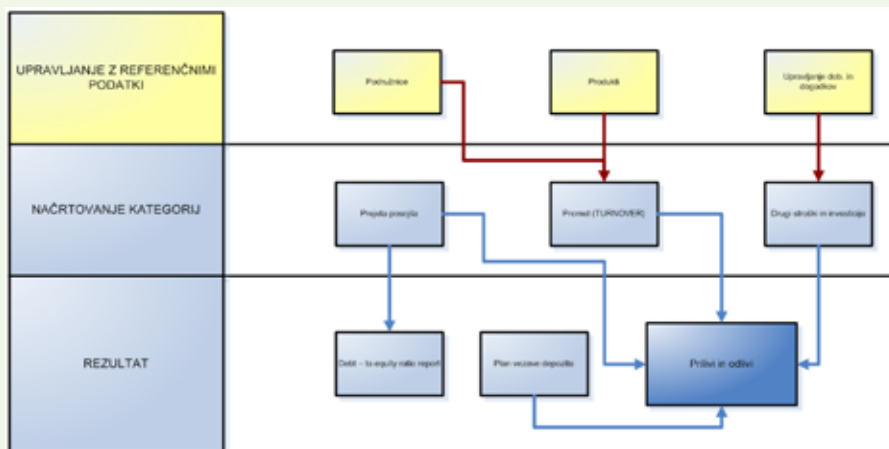 UPRAVLJANJE Z REFERENČNIMI
PODATKI
Podružnice
Produkti
Upravljanje dob. in
dogodkov
NAČRTOVANJE KATEGORIJ
Prejeta posojila
Promet (TURNOVER)
Drugi stroški in investicije
REZULTAT
Debt – to equity ratio report
Plan vezave depozita
Prilivi in odlivi